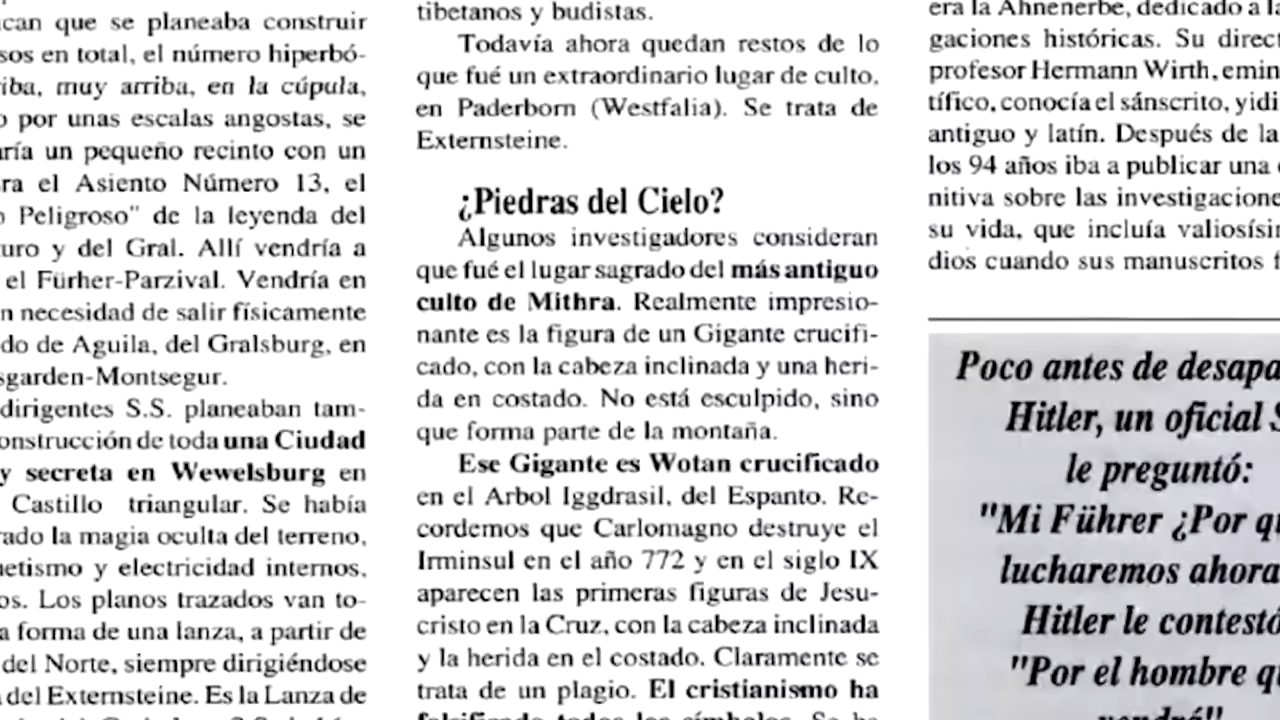 can que se planeaba construir
sos en total, el número hiperbó-
iba, muy arriba, en la cúpula,
o por unas escalas angostas, se
ría un pequeño recinto con un
ra el Asiento Número 13, el
o Peligroso" de la leyenda del
uro y del Gral. Allí vendría a
el Fürher-Parzival. Vendría en
n necesidad de salir físicamente
do de Aguila, del Gralsburg, en
sgarden-Montsegur.
dirigentes S.S. planeaban tam-
onstrucción de toda una Ciudad
y secreta en Wewelsburg en
Castillo triangular. Se había
rado la magia oculta del terreno,
netismo y electricidad internos,
os. Los planos trazados van to-
a forma de una lanza, a partir de
del Norte, siempre dirigiéndose
del Externsteine. Es la Lanza de
tibetanos y budistas.
Todavía ahora quedan restos de lo
que fué un extraordinario lugar de culto,
en Paderborn (Westfalia). Se trata de
Externsteine.
¿Piedras del Cielo?
Algunos investigadores consideran
que fué el lugar sagrado del más antiguo
culto de Mithra. Realmente impresio-
nante es la figura de un Gigante crucifi-
cado, con la cabeza inclinada y una heri-
da en costado. No está esculpido, sino
que forma parte de la montaña.
Ese Gigante es Wotan crucificado
en el Arbol Iggdrasil, del Espanto. Re-
cordemos que Carlomagno destruye el
Irminsul en el año 772 y en el siglo IX
aparecen las primeras figuras de Jesu-
cristo en la Cruz, con la cabeza inclinada
y la herida en el costado. Claramente se
trata de un plagio. El cristianismo ha
falsificado todos los símbolos. Se ha
era la Ahnenerbe, dedicado a la
gaciones históricas. Su direct
profesor Hermann Wirth, emin
tífico, conocía el sánscrito, yidi
antiguo y latín. Después de la
los 94 años iba a publicar una
nitiva sobre las investigacione
su vida, que incluía valiosísi
dios cuando sus manuscritos f
Poco antes de desapa
Hitler, un oficial S
le preguntó:
"Mi Führer ¿Por qu
lucharemos ahora
Hitler le contestó
"Por el hombre qu
vendrá"